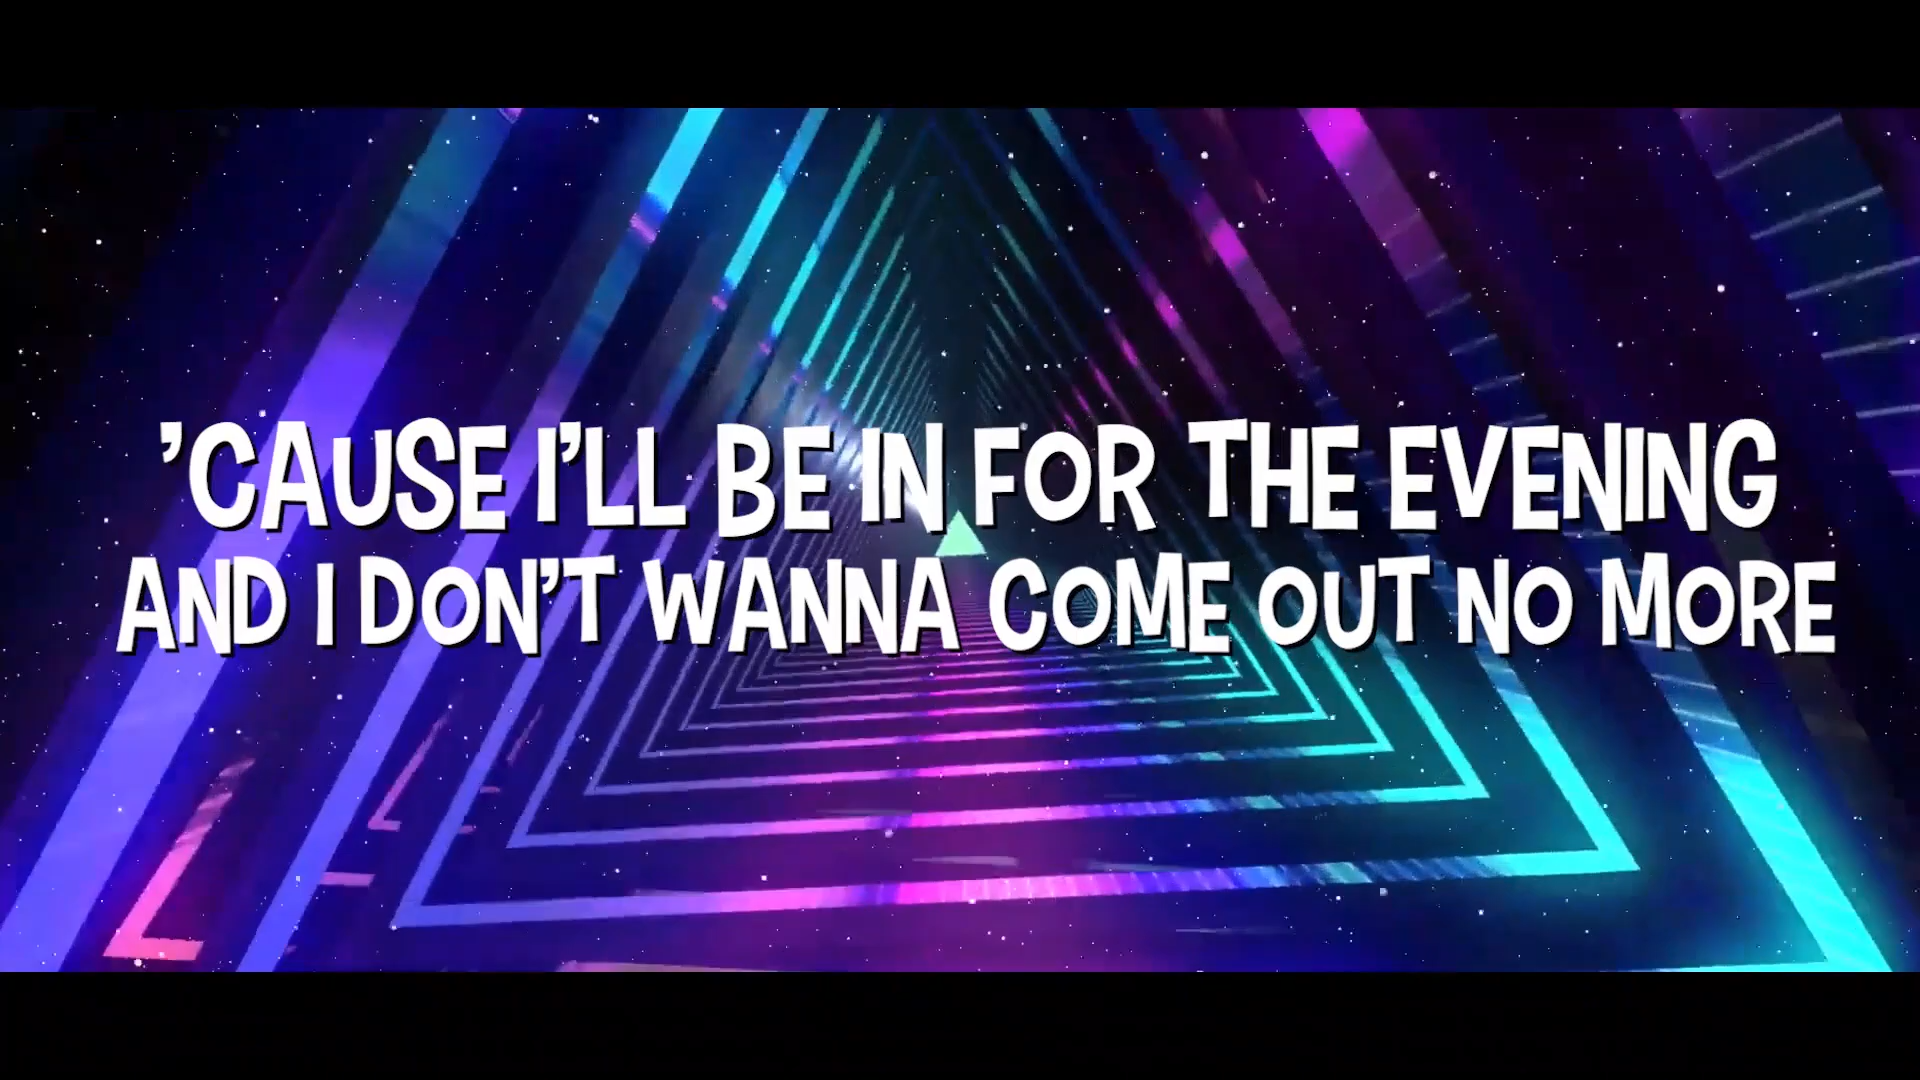 ’CAUSE I’LL BE IN FOR THE EVENING
AND I DON’T WANNA COME OUT NO MORE